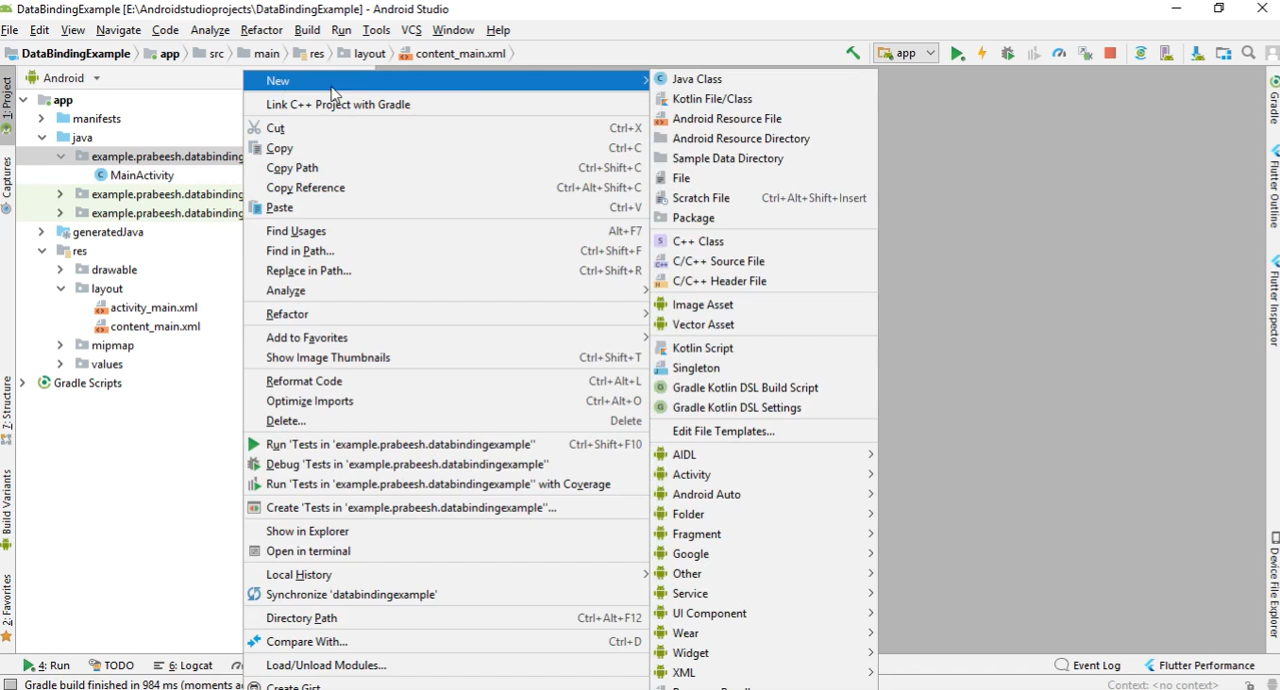 DataBindingExample [E:\Androidstudioprojects\DataBindingExample] - Android Studio
File Edit View Navigate Code Analyze Refactor Build Run Tools VCS Window Help
DataBindingExample app src main res layout content_main.xml app
1: Project
Captures
Z: Structure
Build Variants
2: Favorites
Android
app
manifests
java
example.prabeesh.databinding
MainActivity
example.prabeesh.databinding
example.prabeesh.databinding
generatedJava
res
drawable
layout
activity_main.xml
content_main.xml
mipmap
values
Gradle Scripts
New
Link C++ Project with Gradle
Cut Ctrl+X
Copy Ctrl+C
Copy Path Ctrl+Shift+C
Copy Reference Ctrl+Alt+Shift+C
Paste Ctrl+V
Find Usages Alt+F7
Find in Path... Ctrl+Shift+F
Replace in Path... Ctrl+Shift+R
Analyze
Refactor
Add to Favorites
Show Image Thumbnails Ctrl+Shift+T
Reformat Code Ctrl+Alt+L
Optimize Imports Ctrl+Alt+O
Delete... Delete
Run 'Tests in 'example.prabeesh.databindingexample'' Ctrl+Shift+F10
Debug 'Tests in 'example.prabeesh.databindingexample''
Run 'Tests in 'example.prabeesh.databindingexample'' with Coverage
Create 'Tests in 'example.prabeesh.databindingexample''...
Show in Explorer
Open in terminal
Local History
Synchronize 'databindingexample'
Directory Path Ctrl+Alt+F12
Compare With... Ctrl+D
Load/Unload Modules...
Create Gist...
Java Class
Kotlin File/Class
Android Resource File
Android Resource Directory
Sample Data Directory
File
Scratch File Ctrl+Alt+Shift+Insert
Package
C++ Class
C/C++ Source File
C/C++ Header File
Image Asset
Vector Asset
Kotlin Script
Singleton
Gradle Kotlin DSL Build Script
Gradle Kotlin DSL Settings
Edit File Templates...
AIDL
Activity
Android Auto
Folder
Fragment
Google
Other
Service
UI Component
Wear
Widget
XML
Gradle
Flutter Outline
Flutter Inspector
Device File Explorer
4: Run TODO 6: Logcat Event Log Flutter Performance
Gradle build finished in 984 ms (moments a Context: <no context>